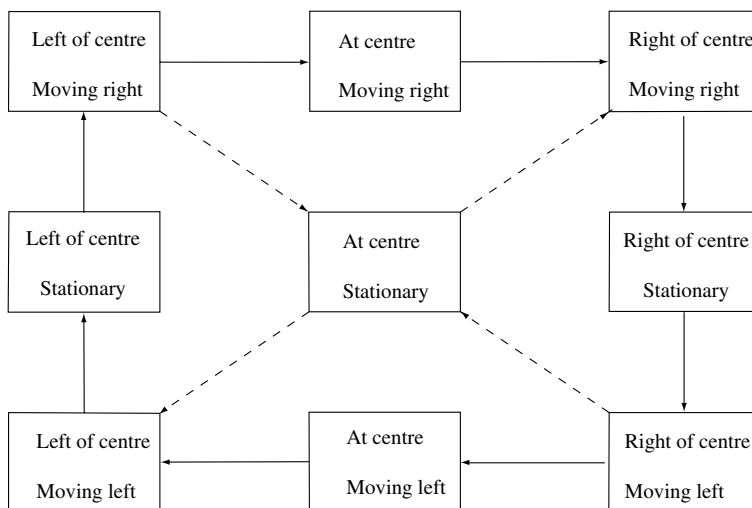 Left of centre
Moving right
At centre
Moving right
Right of centre
Moving right
Left of centre
Stationary
At centre
Stationary
Right of centre
Stationary
Left of centre
Moving left
At centre
Moving left
Right of centre
Moving left